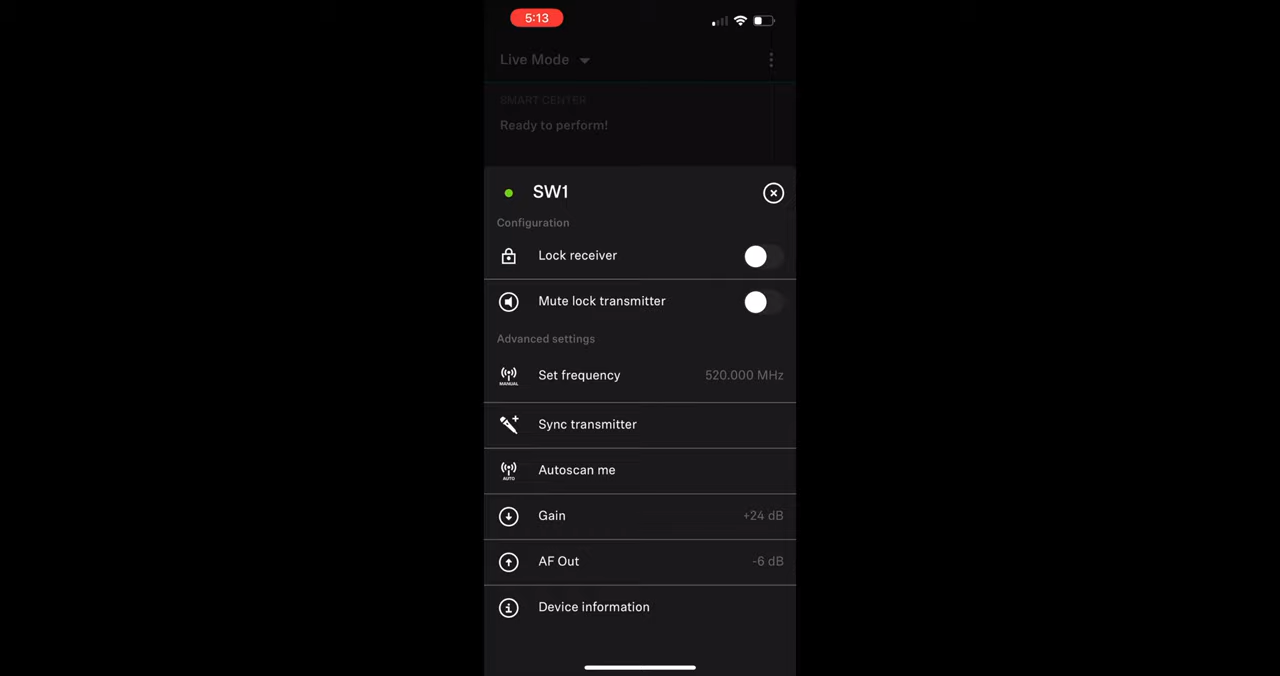 5:13
Live Mode
SMART CENTER
Ready to perform!
SW1
Configuration
Lock receiver
Mute lock transmitter
Advanced settings
MANUAL
Set frequency 520.000 MHz
Sync transmitter
AUTO
Autoscan me
Gain +24 dB
AF Out -6 dB
Device information